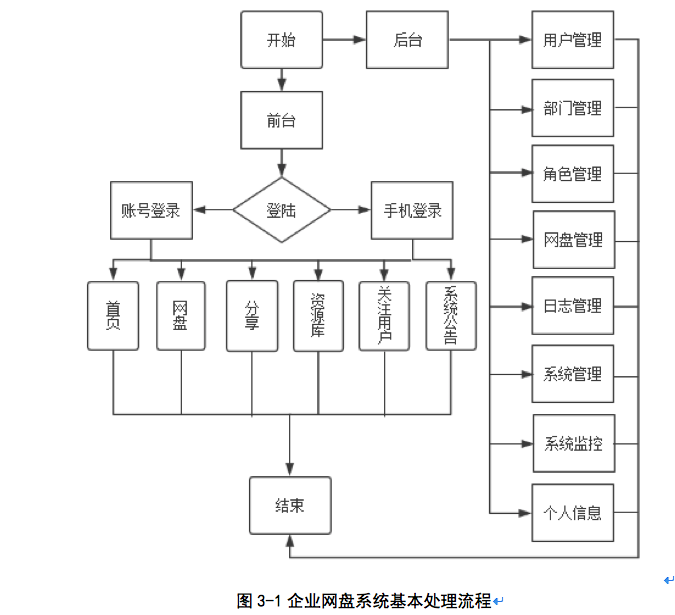 开始
后台
用户管理
前台
部门管理
角色管理
账号登录
登陆
手机登录
网盘管理
首页
网盘
分享
资源库
关注用户
系统公告
日志管理
系统管理
系统监控
结束
个人信息
图 3-1 企业网盘系统基本处理流程